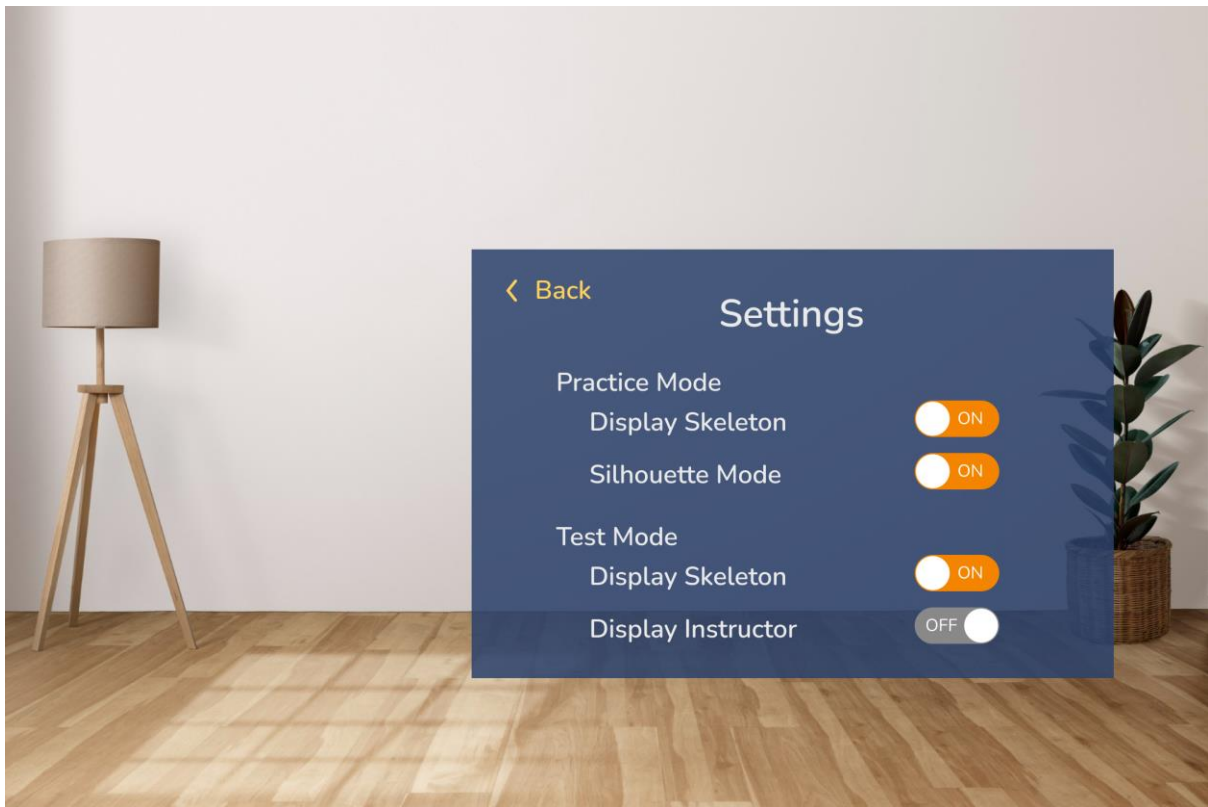 Back
Settings
Practice Mode
Display Skeleton ON
Silhouette Mode ON
Test Mode
Display Skeleton ON
Display Instructor OFF